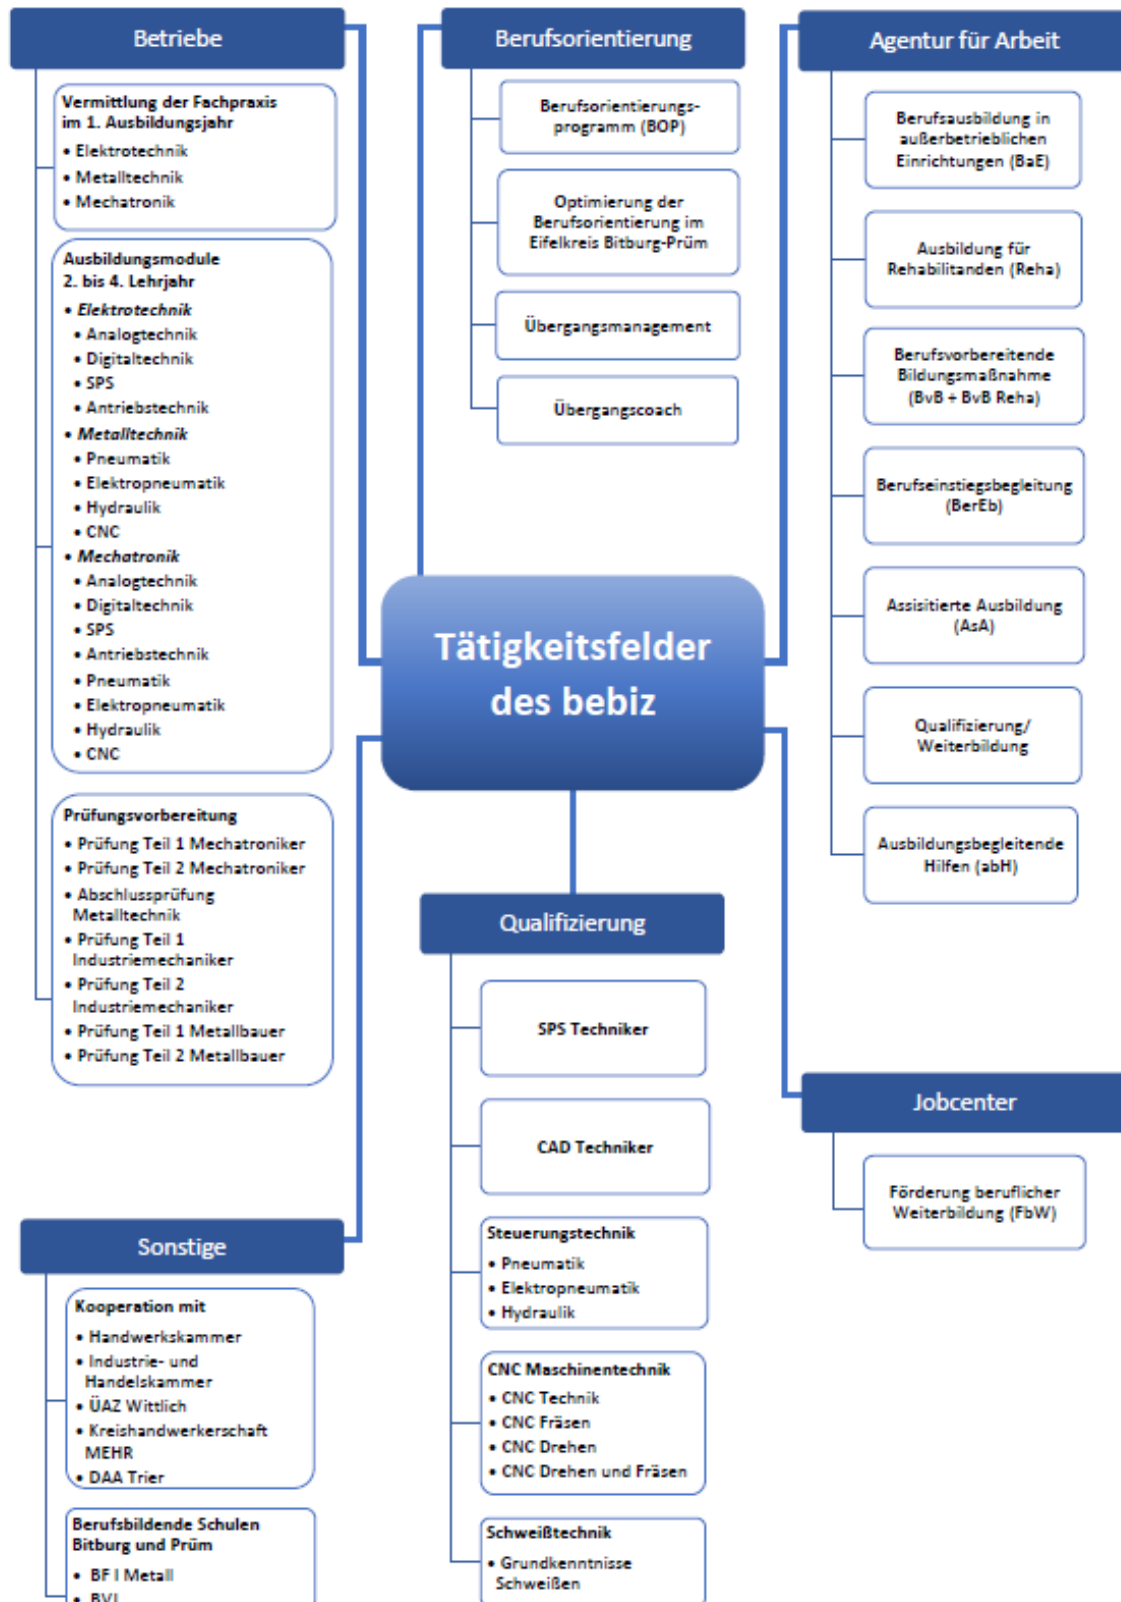 Betriebe
Vermittlung der Fachpraxis
im 1. Ausbildungsjahr
• Elektrotechnik
• Metalltechnik
• Mechatronik
Ausbildungsmodule
2. bis 4. Lehrjahr
• Elektrotechnik
• Analogtechnik
• Digitaltechnik
• SPS
• Antriebstechnik
• Metalltechnik
• Pneumatik
• Elektropneumatik
• Hydraulik
• CNC
• Mechatronik
• Analogtechnik
• Digitaltechnik
• SPS
• Antriebstechnik
• Pneumatik
• Elektropneumatik
• Hydraulik
• CNC
Prüfungsvorbereitung
• Prüfung Teil 1 Mechatroniker
• Prüfung Teil 2 Mechatroniker
• Abschlussprüfung
Metalltechnik
• Prüfung Teil 1
Industriemechaniker
• Prüfung Teil 2
Industriemechaniker
• Prüfung Teil 1 Metallbauer
• Prüfung Teil 2 Metallbauer
Berufsorientierung
Berufsorientierungs-
programm (BOP)
Optimierung der
Berufsorientierung im
Eifelkreis Bitburg-Prüm
Übergangsmanagement
Übergangscoach
Agentur für Arbeit
Berufsausbildung in
außerbetrieblichen
Einrichtungen (BaE)
Ausbildung für
Rehabilitanden (Reha)
Berufsvorbereitende
Bildungsmaßnahme
(BvB + BvB Reha)
Berufseinstiegsbegleitung
(BerEb)
Assisitierte Ausbildung
(AsA)
Qualifizierung/
Weiterbildung
Ausbildungsbegleitende
Hilfen (abH)
Tätigkeitsfelder
des bebiz
Qualifizierung
SPS Techniker
CAD Techniker
Steuerungstechnik
• Pneumatik
• Elektropneumatik
• Hydraulik
CNC Maschinentechnik
• CNC Technik
• CNC Fräsen
• CNC Drehen
• CNC Drehen und Fräsen
Schweißtechnik
• Grundkenntnisse
Schweißen
Jobcenter
Förderung beruflicher
Weiterbildung (FbW)
Sonstige
Kooperation mit
• Handwerkskammer
• Industrie- und
Handelskammer
• ÜAZ Wittlich
• Kreishandwerkerschaft
MEHR
• DAA Trier
Berufsbildende Schulen
Bitburg und Prüm
• BF I Metall
• BVJ